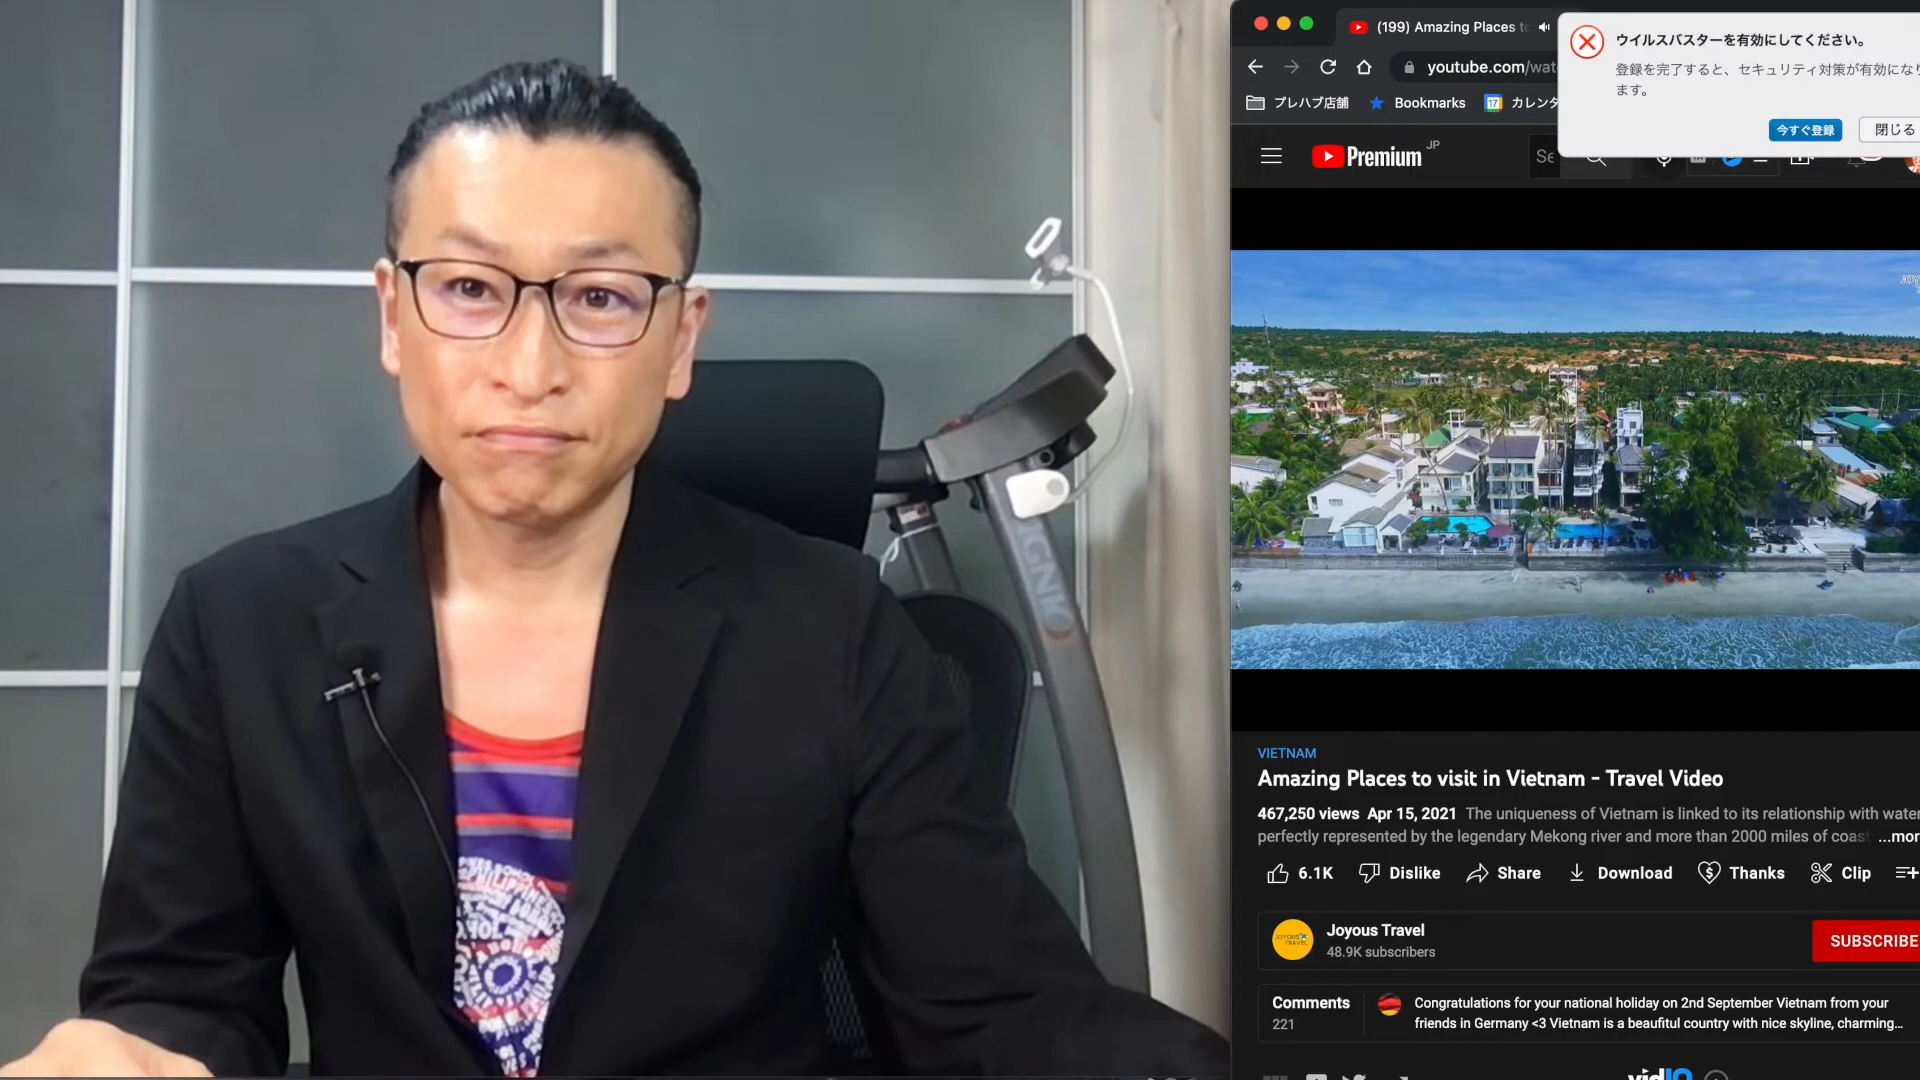 (199) Amazing Places to
youtube.com/wat
プレハブ店舗
Bookmarks
カレンダ
ウイルスバスターを有効にしてください。
登録を完了すると、セキュリティ対策が有効になり
ます。
今すぐ登録
閉じる
Premium JP
Se
VIETNAM
Amazing Places to visit in Vietnam - Travel Video
467,250 views Apr 15, 2021 The uniqueness of Vietnam is linked to its relationship with water
perfectly represented by the legendary Mekong river and more than 2000 miles of coast ...mor
6.1K Dislike Share Download Thanks Clip
Joyous Travel
48.9K subscribers
SUBSCRIBE
Comments
221
Congratulations for your national holiday on 2nd September Vietnam from your
friends in Germany <3 Vietnam is a beaufitul country with nice skyline, charming...
vidIQ